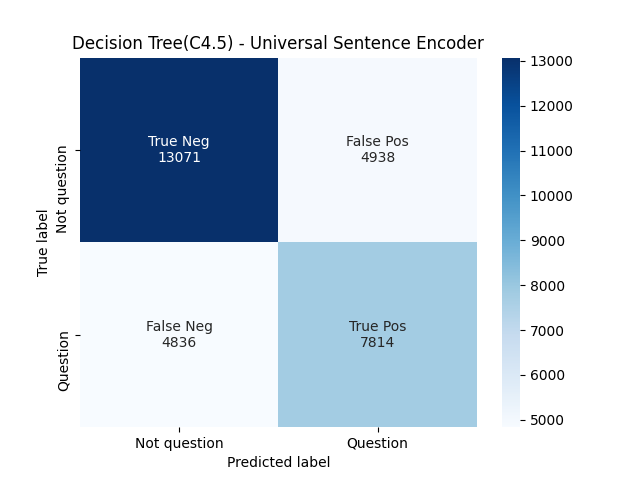 Decision Tree(C4.5) - Universal Sentence Encoder
True label
Not question
Question
True Neg
13071
False Pos
4938
False Neg
4836
True Pos
7814
Not question
Question
Predicted label
13000
12000
11000
10000
9000
8000
7000
6000
5000